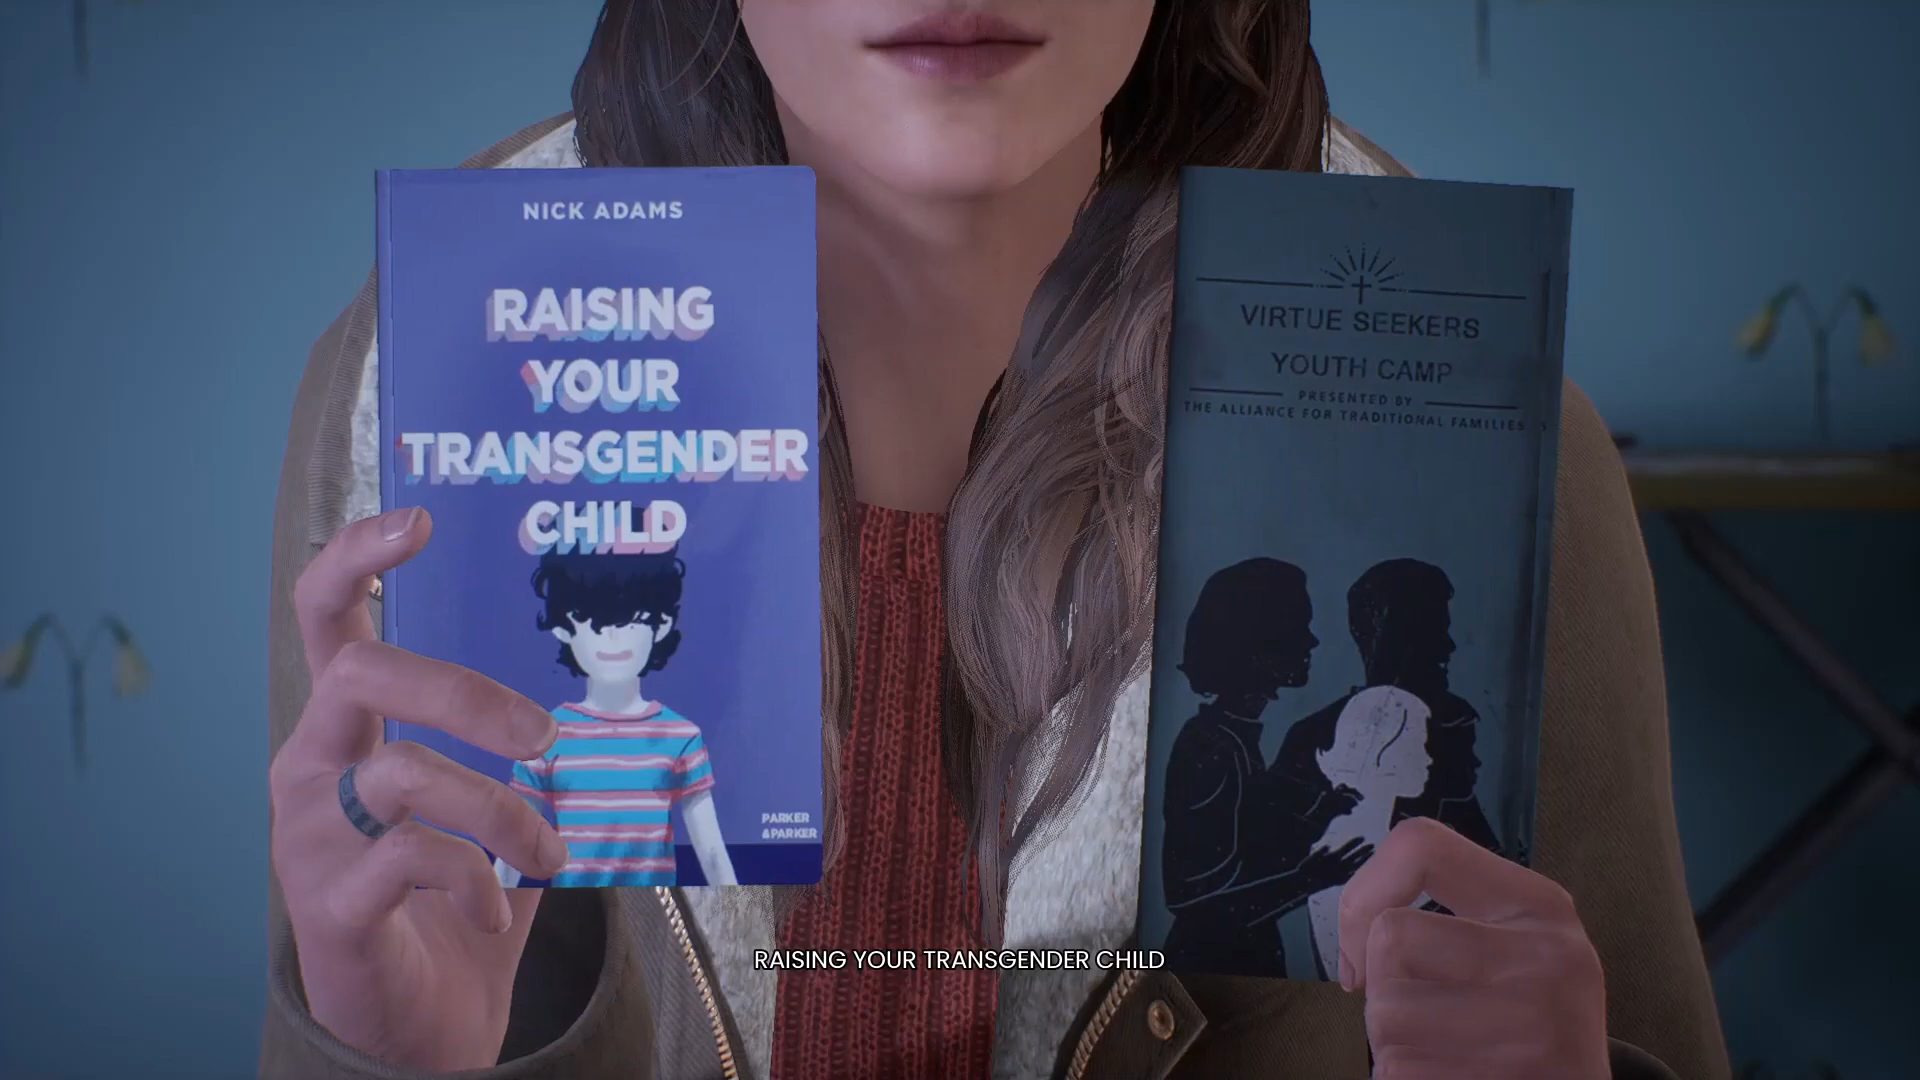 NICK ADAMS
RAISING
YOUR
TRANSGENDER
CHILD
PARKER
&PARKER
VIRTUE SEEKERS
YOUTH CAMP
PRESENTED BY
THE ALLIANCE FOR TRADITIONAL FAMILIES
RAISING YOUR TRANSGENDER CHILD